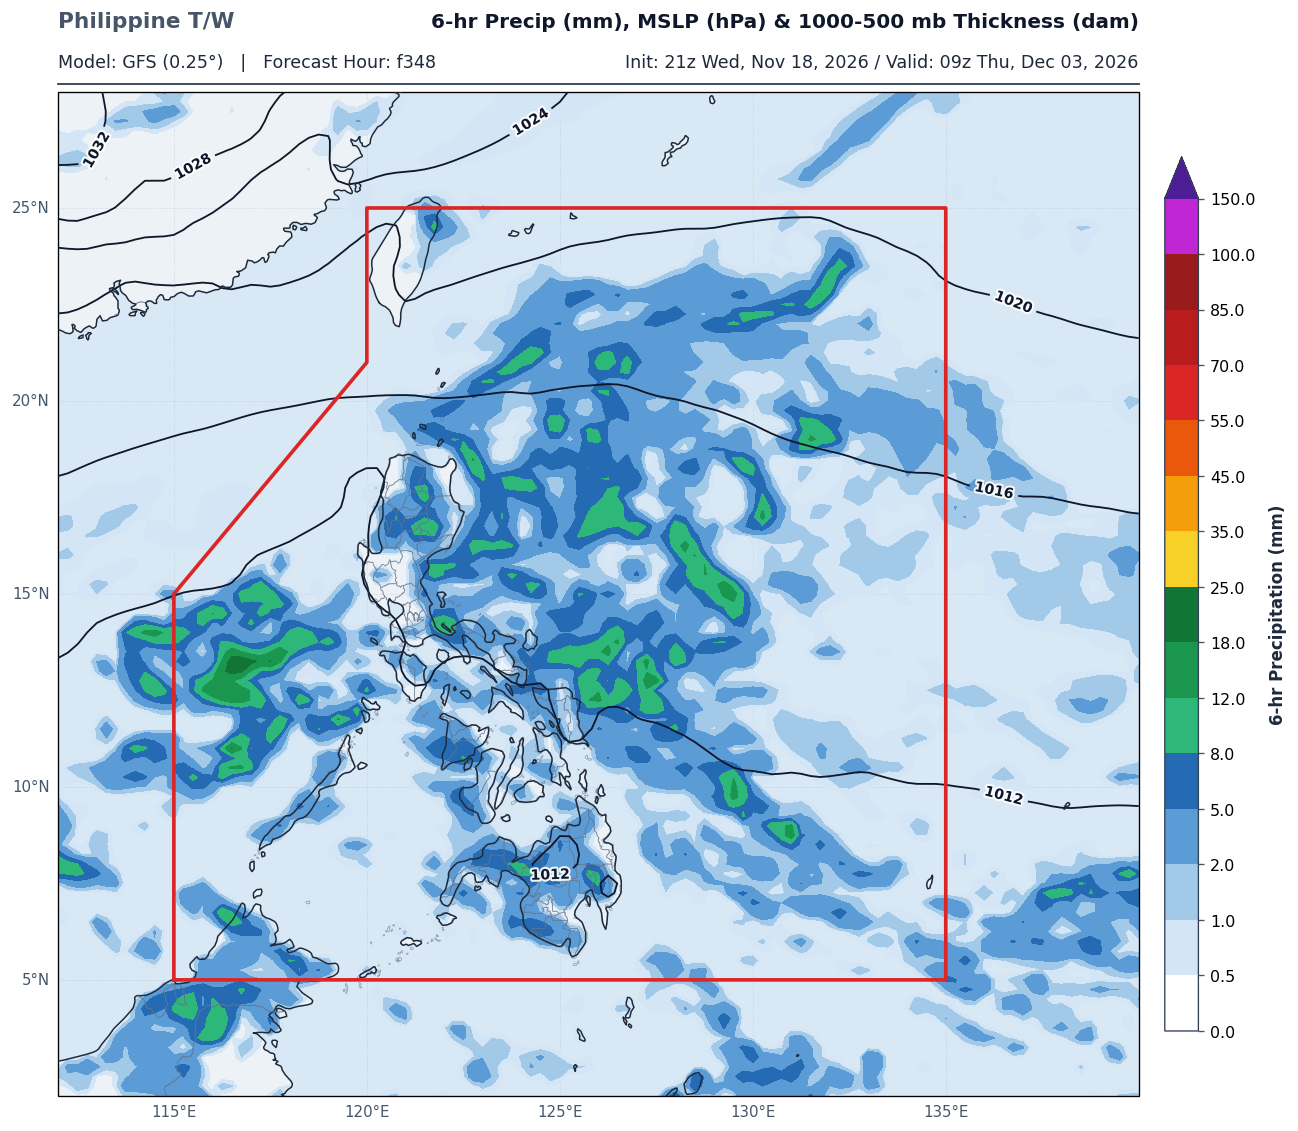 Philippine T/W
6-hr Precip (mm), MSLP (hPa) & 1000-500 mb Thickness (dam)
Model: GFS (0.25°) | Forecast Hour: f348
Init: 21z Wed, Nov 18, 2026 / Valid: 09z Thu, Dec 03, 2026
1032
1028
1024
1020
1016
1012
1012
25°N
20°N
15°N
10°N
5°N
115°E
120°E
125°E
130°E
135°E
150.0
100.0
85.0
70.0
55.0
45.0
35.0
25.0
18.0
12.0
8.0
5.0
2.0
1.0
0.5
0.0
6-hr Precipitation (mm)